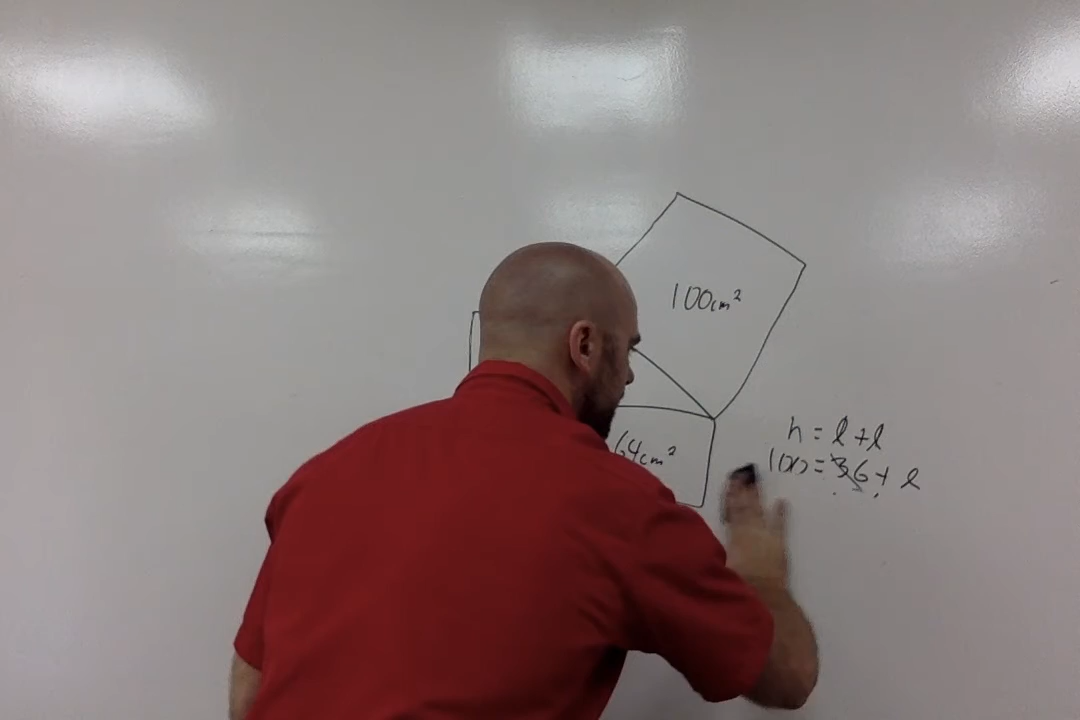 100cm²
64cm²
h = l + l
100 = 36 + l